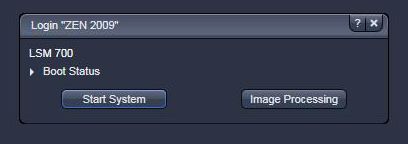 Login "ZEN 2009"
?
LSM 700
Boot Status
Start System Image Processing